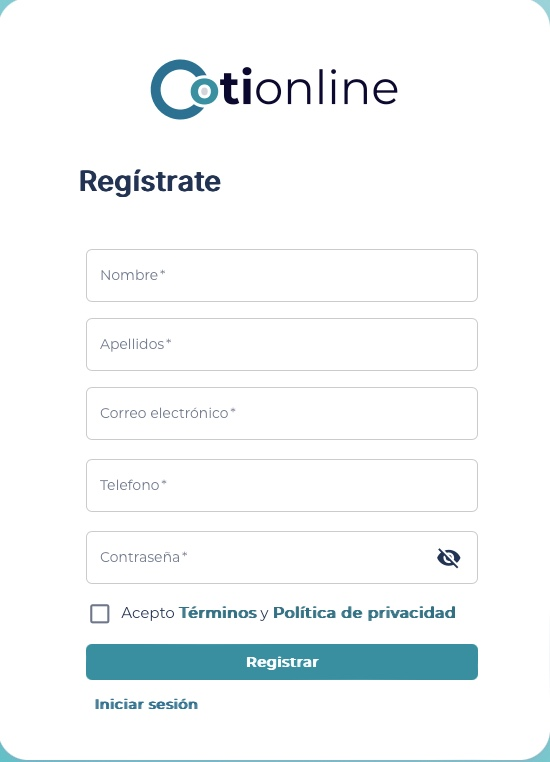 Cotionline
Regístrate
Nombre*
Apellidos*
Correo electrónico*
Telefono*
Contraseña*
Acepto Términos y Política de privacidad
Registrar
Iniciar sesión